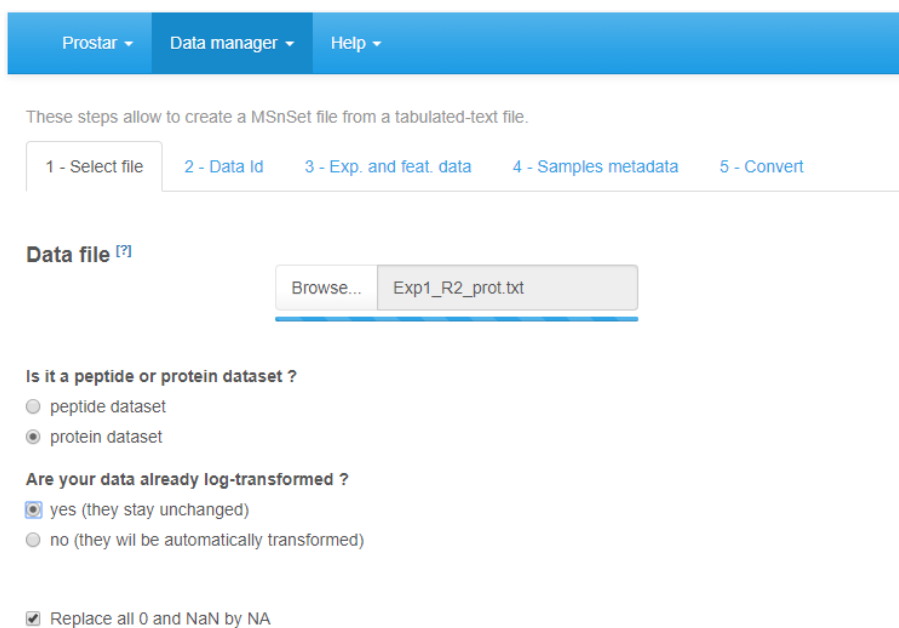 Prostar Data manager Help
These steps allow to create a MSnSet file from a tabulated-text file.
1 - Select file 2 - Data Id 3 - Exp. and feat. data 4 - Samples metadata 5 - Convert
Data file [?]
Browse... Exp1_R2_prot.txt
Is it a peptide or protein dataset ?
peptide dataset
protein dataset
Are your data already log-transformed ?
yes (they stay unchanged)
no (they wil be automatically transformed)
Replace all 0 and NaN by NA